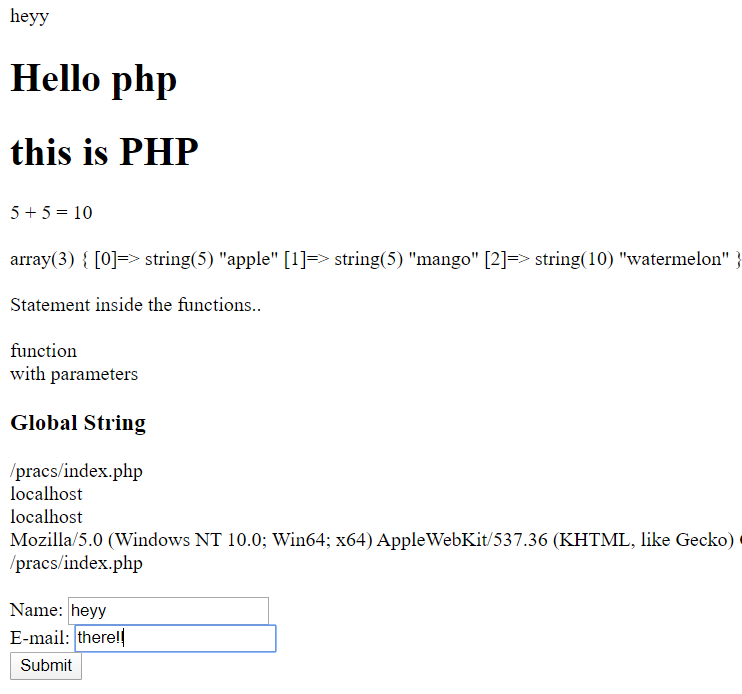 heyy
Hello php
this is PHP
5 + 5 = 10
array(3) { [0]=> string(5) "apple" [1]=> string(5) "mango" [2]=> string(10) "watermelon" }
Statement inside the functions..
function
with parameters
Global String
/pracs/index.php
localhost
localhost
Mozilla/5.0 (Windows NT 10.0; Win64; x64) AppleWebKit/537.36 (KHTML, like Gecko)
/pracs/index.php
Name: heyy
E-mail: there!!
Submit